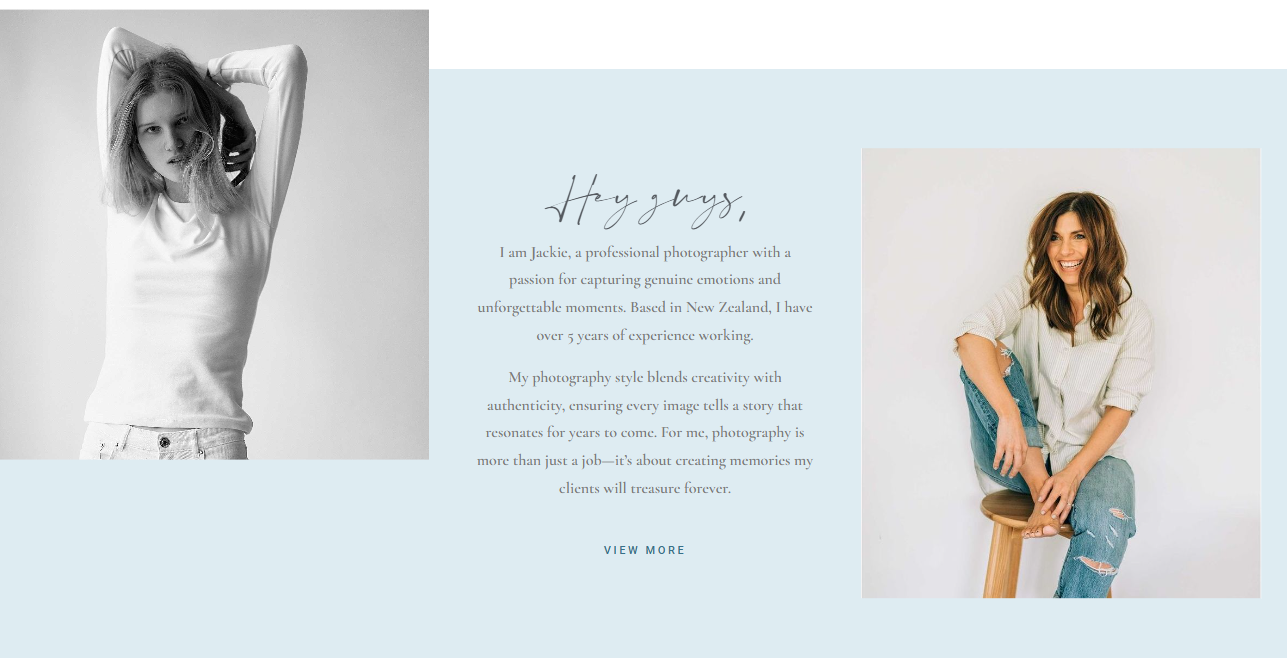 Hey guys,
I am Jackie, a professional photographer with a
passion for capturing genuine emotions and
unforgettable moments. Based in New Zealand, I have
over 5 years of experience working.
My photography style blends creativity with
authenticity, ensuring every image tells a story that
resonates for years to come. For me, photography is
more than just a job—it’s about creating memories my
clients will treasure forever.
VIEW MORE